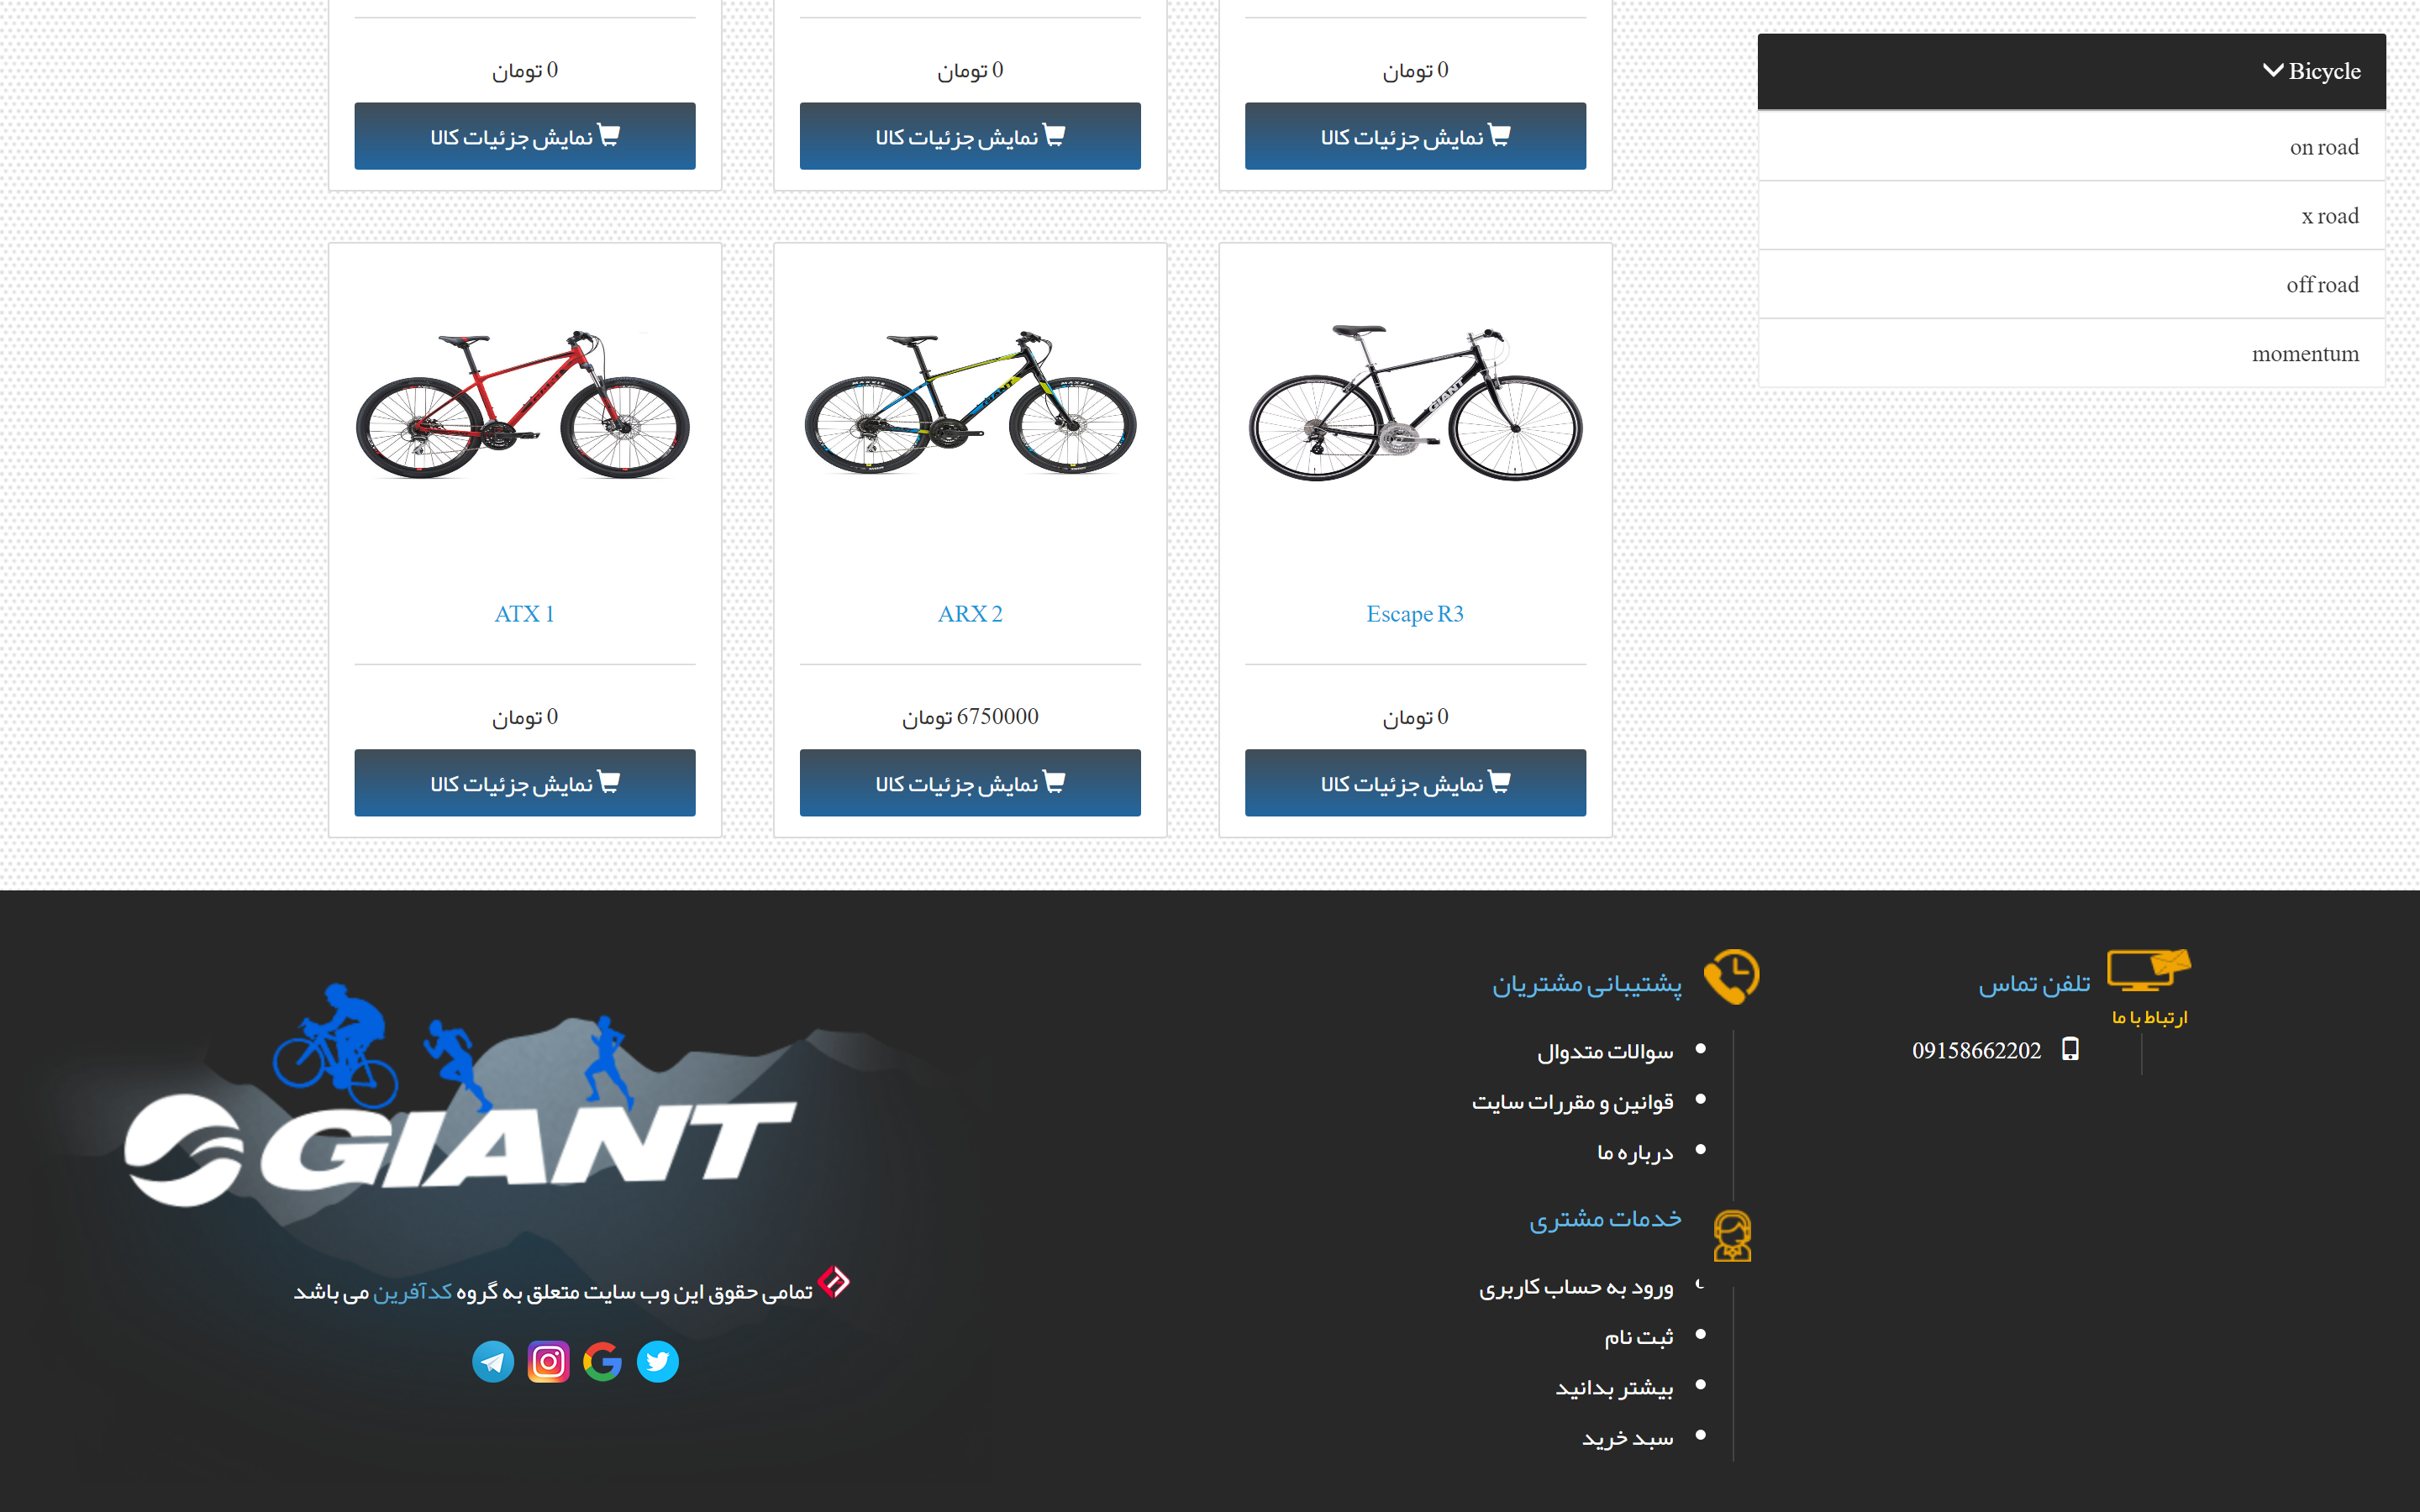 Bicycle
on road
x road
off road
momentum
0 تومان
0 تومان
0 تومان
نمایش جزئیات کالا
نمایش جزئیات کالا
نمایش جزئیات کالا
GIANT
GIANT
Escape R3
ARX 2
ATX 1
0 تومان
6750000 تومان
0 تومان
نمایش جزئیات کالا
نمایش جزئیات کالا
نمایش جزئیات کالا
تلفن تماس
ارتباط با ما
09158662202
پشتیبانی مشتریان
سوالات متدوال
قوانین و مقررات سایت
درباره ما
خدمات مشتری
ورود به حساب کاربری
ثبت نام
بیشتر بدانید
سبد خرید
GIANT
تمامی حقوق این وب سایت متعلق به گروه کدآفرین می باشد